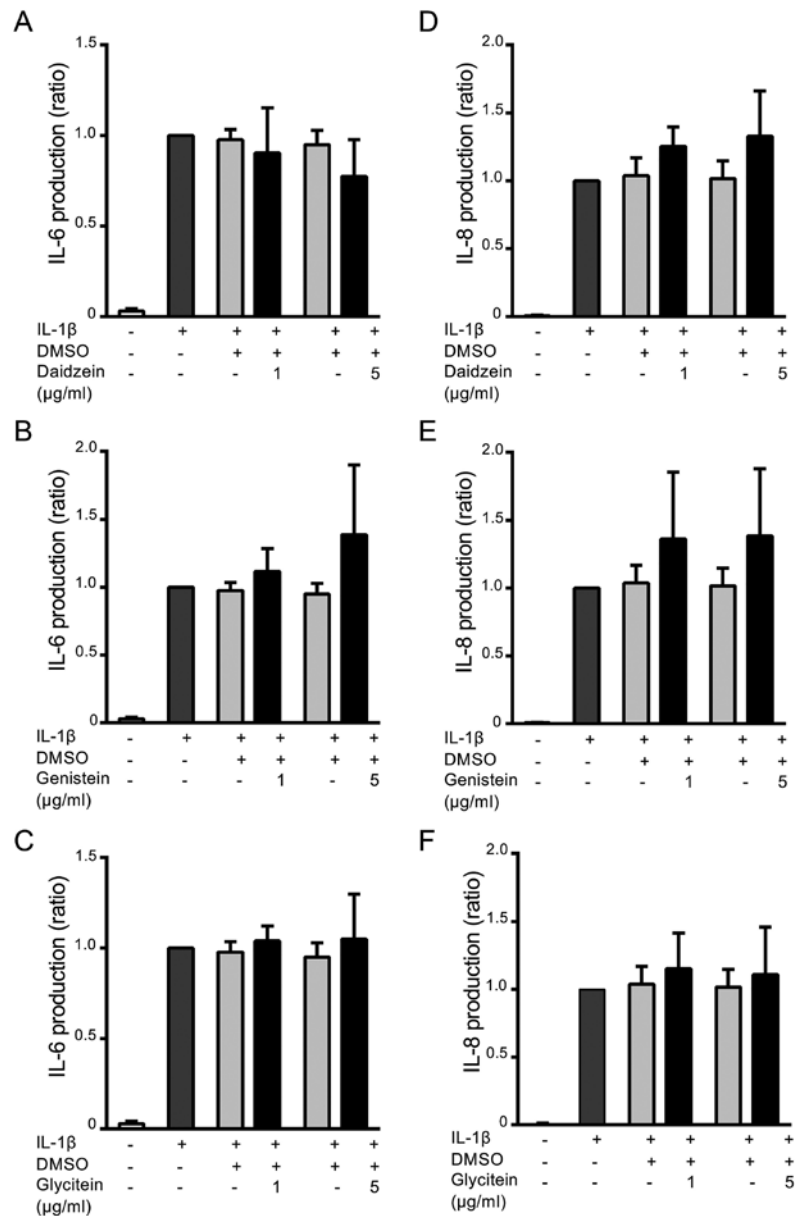 A
IL-6 production (ratio)
1.5
1.0
0.5
0
IL-1β - + + + + +
DMSO - - + + + +
Daidzein - - - 1 - 5
(µg/ml)
D
IL-8 production (ratio)
2.0
1.5
1.0
0.5
0
IL-1β - + + + + +
DMSO - - + + + +
Daidzein - - - 1 - 5
(µg/ml)
B
IL-6 production (ratio)
2.0
1.5
1.0
0.5
0
IL-1β - + + + + +
DMSO - - + + + +
Genistein - - - 1 - 5
(µg/ml)
E
IL-8 production (ratio)
2.0
1.5
1.0
0.5
0
IL-1β - + + + + +
DMSO - - + + + +
Genistein - - - 1 - 5
(µg/ml)
C
IL-6 production (ratio)
1.5
1.0
0.5
0
IL-1β - + + + + +
DMSO - - + + + +
Glycitein - - - 1 - 5
(µg/ml)
F
IL-8 production (ratio)
2.0
1.5
1.0
0.5
0
IL-1β - + + + + +
DMSO - - + + + +
Glycitein - - - 1 - 5
(µg/ml)